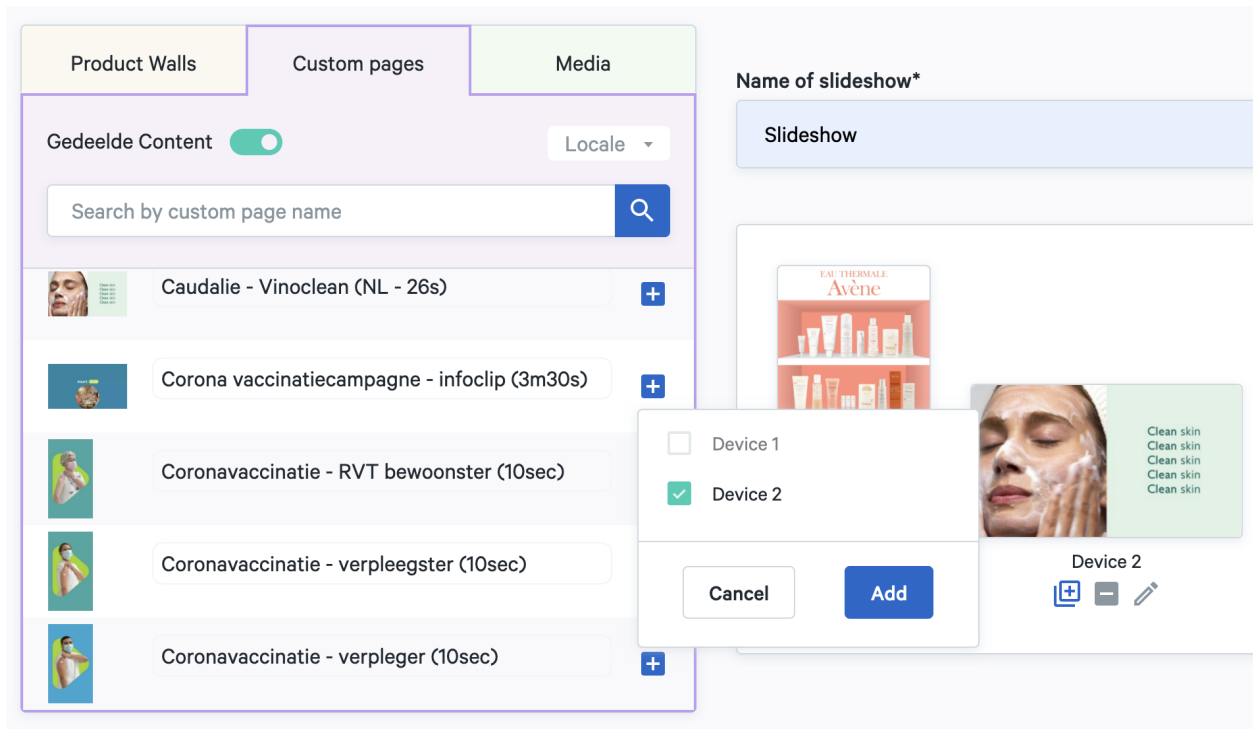 Product Walls
Custom pages
Media
Gedeelde Content
Locale
Search by custom page name
Caudalie - Vinoclean (NL - 26s)
Corona vaccinatiecampagne - infoclip (3m30s)
Coronavaccinatie - RVT bewoonster (10sec)
Coronavaccinatie - verpleegster (10sec)
Coronavaccinatie - verpleger (10sec)
Name of slideshow*
Slideshow
EAU THERMALE
Avène
Device 1
Device 2
Cancel
Add
Clean skin
Clean skin
Clean skin
Clean skin
Clean skin
Device 2